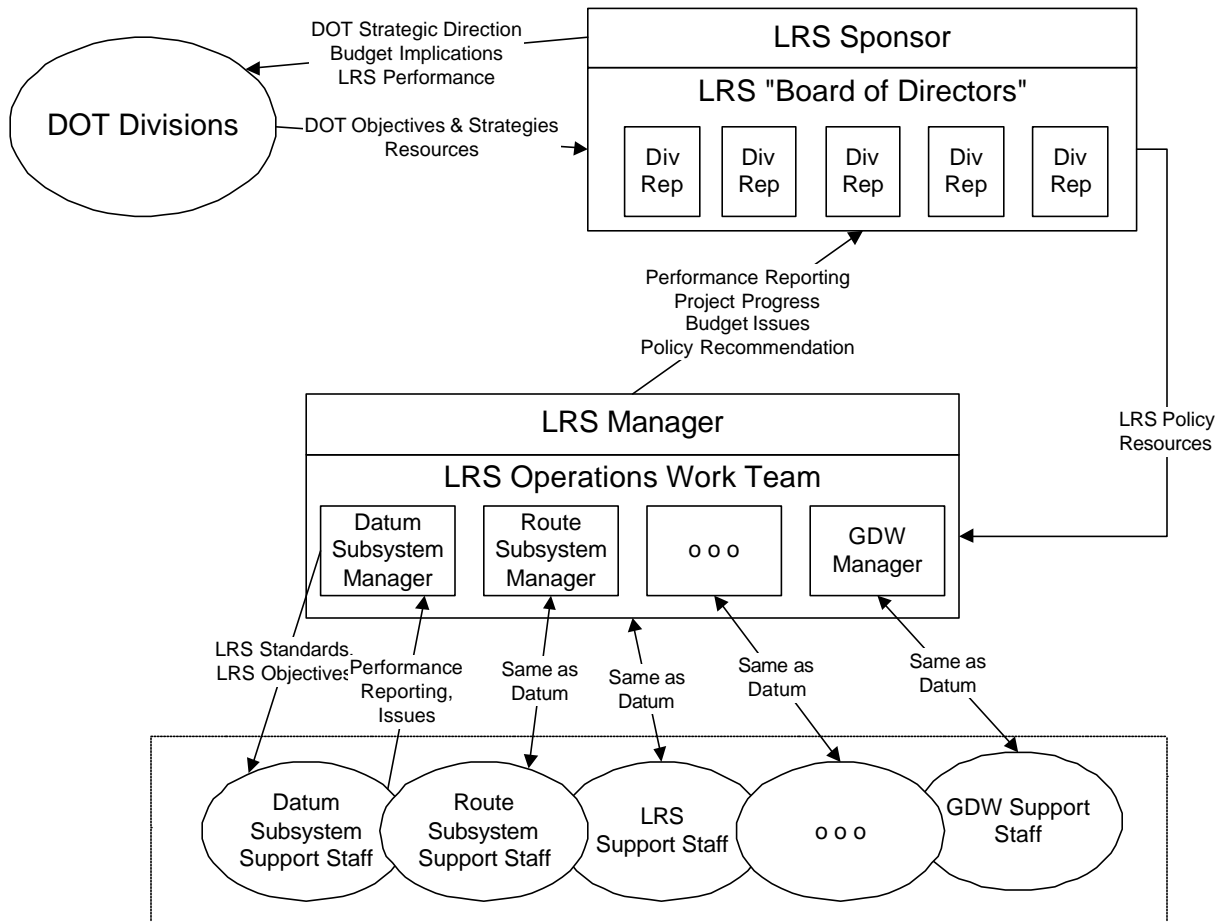 DOT Strategic Direction
Budget Implications
LRS Performance
LRS Sponsor
LRS "Board of Directors"
DOT Divisions
DOT Objectives & Strategies
Resources
Div
Rep
Div
Rep
Div
Rep
Div
Rep
Div
Rep
Performance Reporting
Project Progress
Budget Issues
Policy Recommendation
LRS Policy
Resources
LRS Manager
LRS Operations Work Team
Datum
Subsystem
Manager
Route
Subsystem
Manager
o o o
GDW
Manager
LRS Standards,
LRS Objectives
Performance
Reporting,
Issues
Same as
Datum
Same as
Datum
Same as
Datum
Same as
Datum
Datum
Subsystem
Support Staff
Route
Subsystem
Support Staff
LRS
Support Staff
o o o
GDW Support
Staff